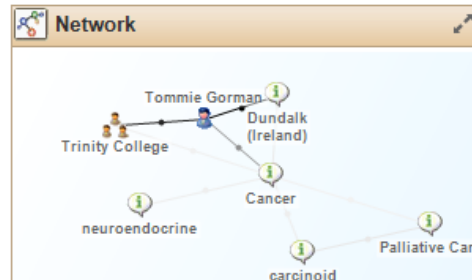 Network
Tommie Gorman
Dundalk
(Ireland)
Trinity College
Cancer
neuroendocrine
Palliative Car
carcinoid